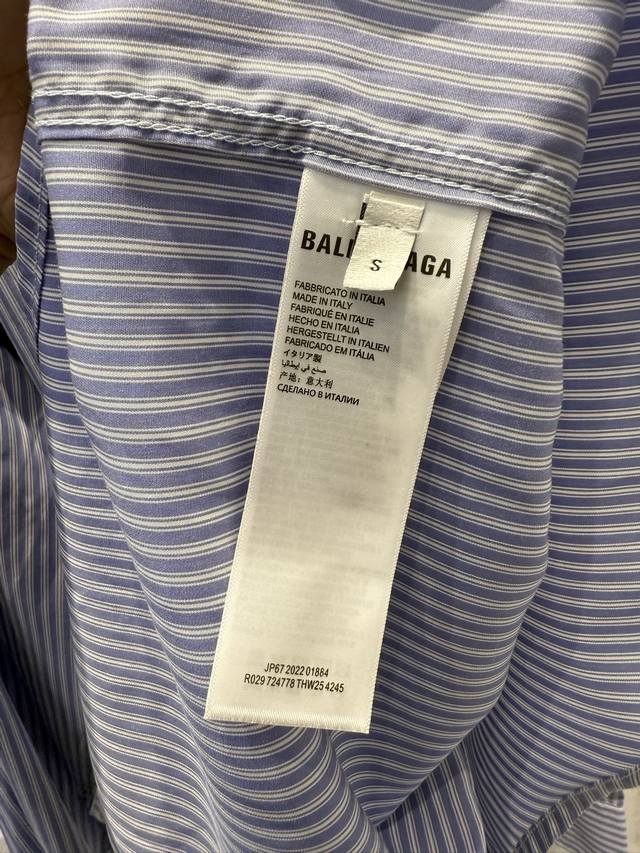 BAL AGA
S
FABBRICATO IN ITALIA
MADE IN ITALY
FABRIQUÉ EN ITALIE
HECHO EN ITALIA
HERGESTELLT IN ITALIEN
FABRICADO EM ITÁLIA
イタリア製
صنع في إيطاليا
产地：意大利
СДЕЛАНО В ИТАЛИИ
JP67 2022 01884
R029 724778 THW25 4245